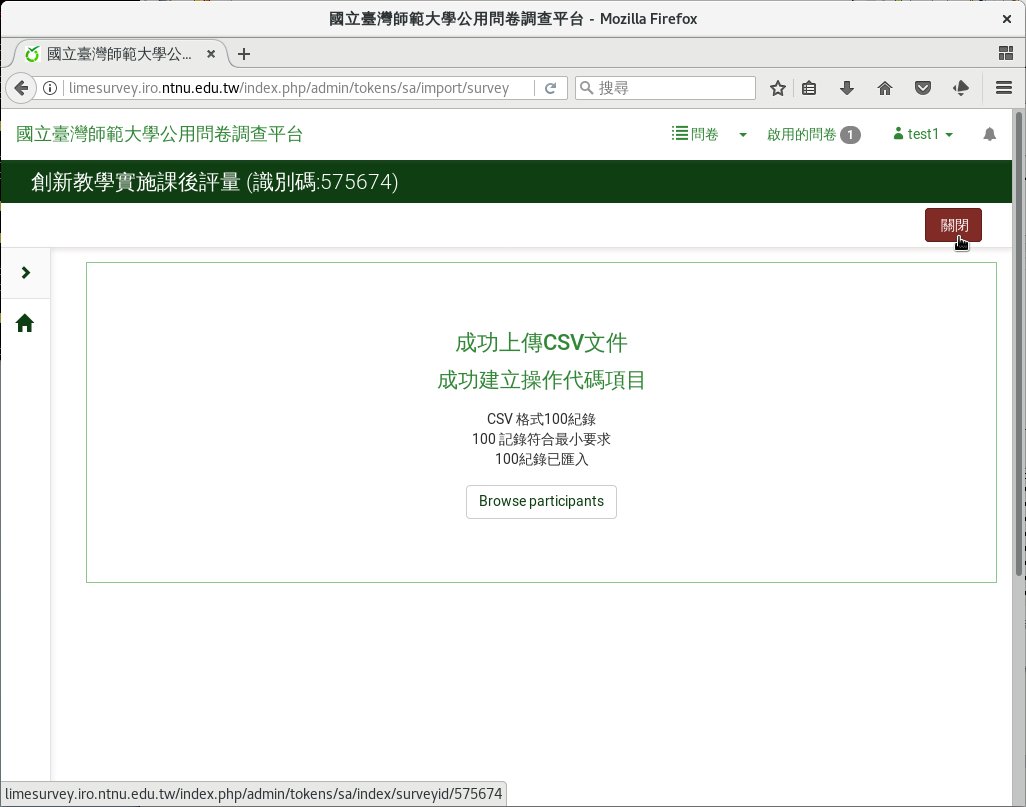 國立臺灣師範大學公用問卷調查平台 - Mozilla Firefox
國立臺灣師範大學公...
limesurvey.iro.ntnu.edu.tw/index.php/admin/tokens/sa/import/survey
搜尋
國立臺灣師範大學公用問卷調查平台
問卷
啟用的問卷 1
test1
創新教學實施課後評量 (識別碼:575674)
關閉
成功上傳CSV文件
成功建立操作代碼項目
CSV 格式100紀錄
100 記錄符合最小要求
100紀錄已匯入
Browse participants
limesurvey.iro.ntnu.edu.tw/index.php/admin/tokens/sa/index/surveyid/575674